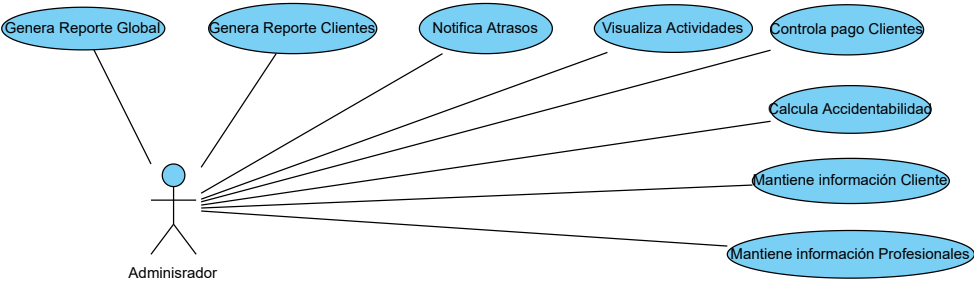 Genera Reporte Global
Genera Reporte Clientes
Notifica Atrasos
Visualiza Actividades
Controla pago Clientes
Calcula Accidentabilidad
Mantiene información Cliente
Mantiene información Profesionales
Adminisrador